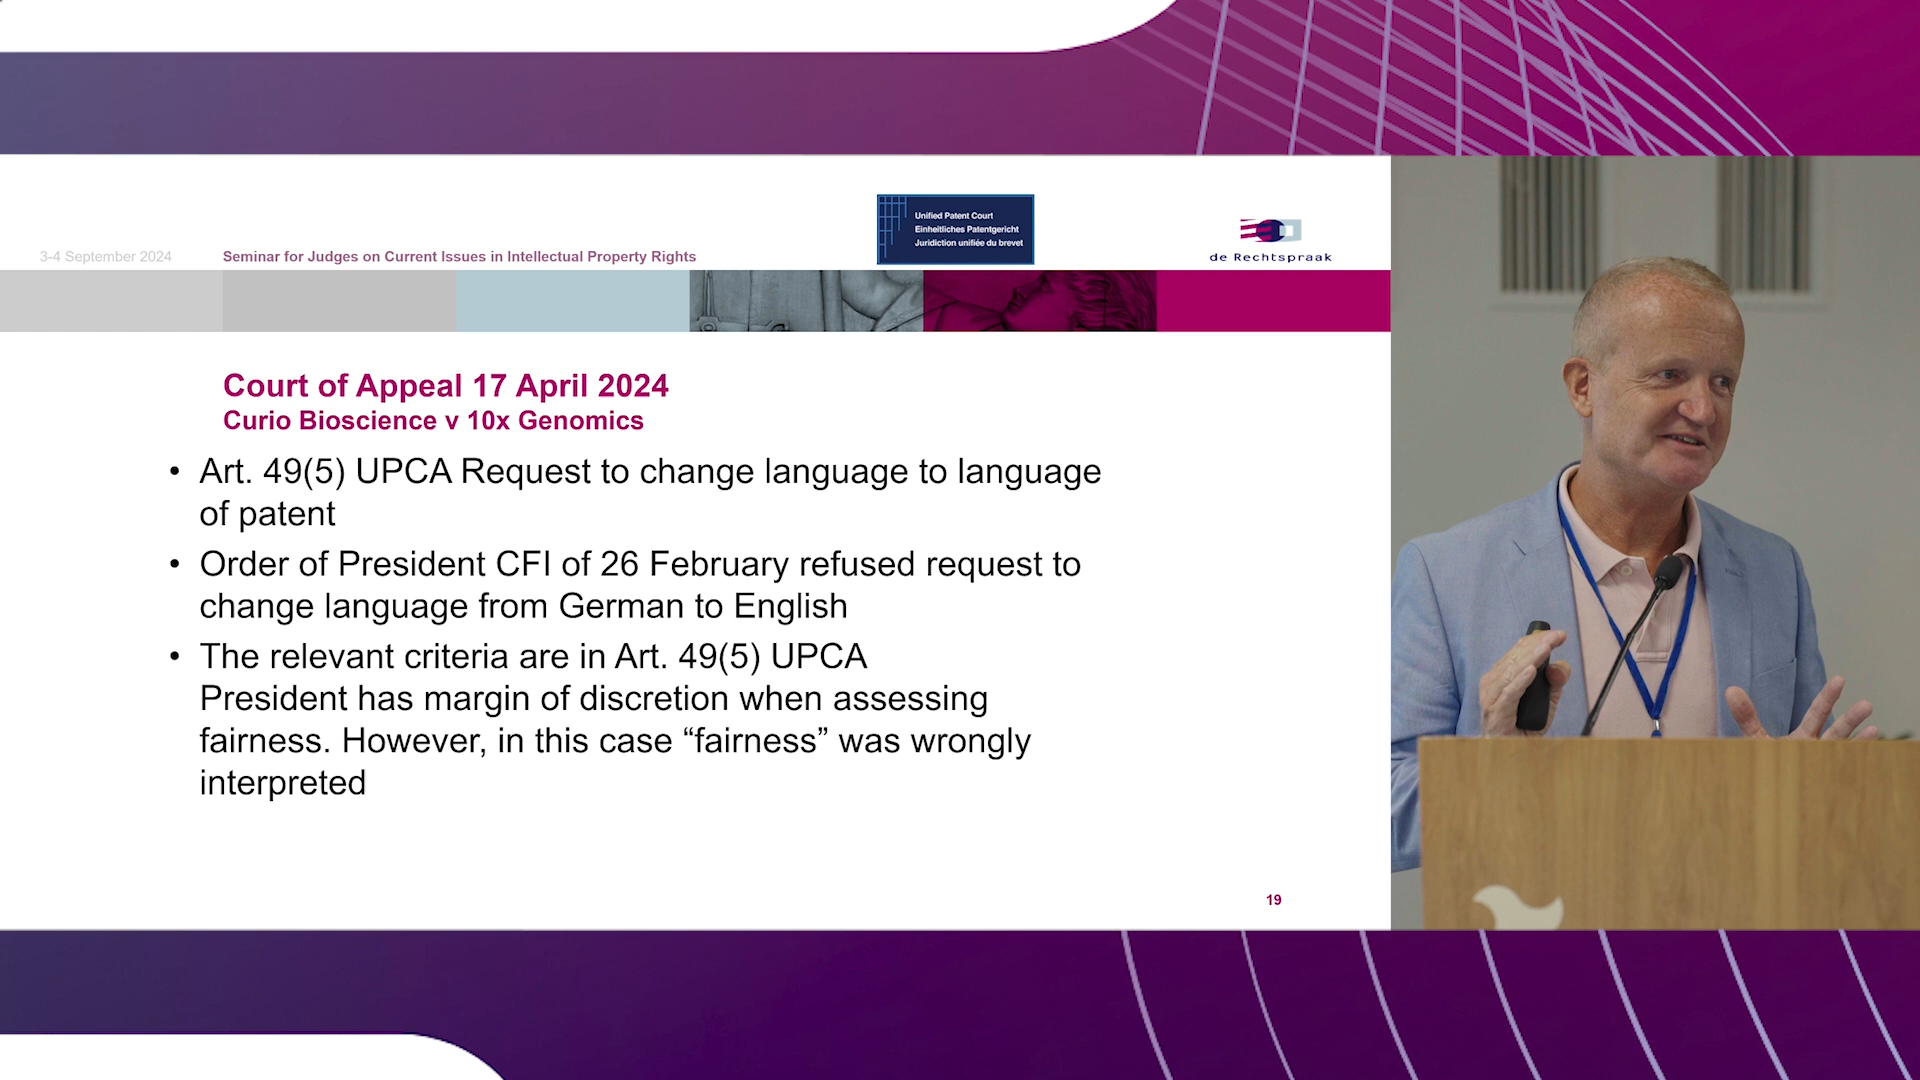 Unified Patent Court
Einheitliches Patentgericht
Juridiction unifiée du brevet
de Rechtspraak
3-4 September 2024
Seminar for Judges on Current Issues in Intellectual Property Rights
Court of Appeal 17 April 2024
Curio Bioscience v 10x Genomics
• Art. 49(5) UPCA Request to change language to language
of patent
• Order of President CFI of 26 February refused request to
change language from German to English
• The relevant criteria are in Art. 49(5) UPCA
President has margin of discretion when assessing
fairness. However, in this case “fairness” was wrongly
interpreted
19